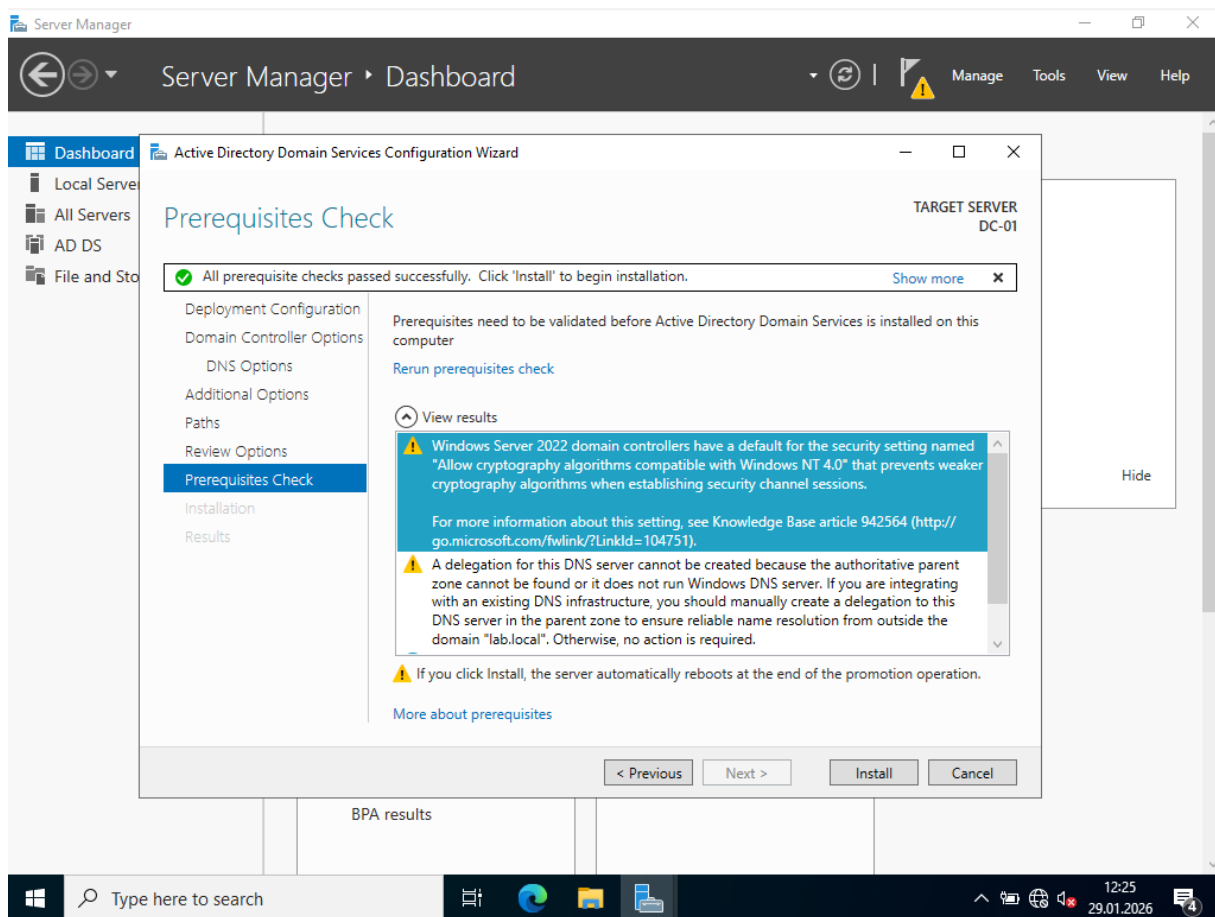 Server Manager
Server Manager ‣ Dashboard
Manage Tools View Help
Dashboard
Local Server
All Servers
AD DS
File and Sto
Active Directory Domain Services Configuration Wizard
Prerequisites Check
TARGET SERVER
DC-01
All prerequisite checks passed successfully.  Click 'Install' to begin installation.
Show more
Deployment Configuration
Domain Controller Options
DNS Options
Additional Options
Paths
Review Options
Prerequisites Check
Installation
Results
Prerequisites need to be validated before Active Directory Domain Services is installed on this
computer
Rerun prerequisites check
View results
Windows Server 2022 domain controllers have a default for the security setting named
"Allow cryptography algorithms compatible with Windows NT 4.0" that prevents weaker
cryptography algorithms when establishing security channel sessions.
For more information about this setting, see Knowledge Base article 942564 (http://
go.microsoft.com/fwlink/?LinkId=104751).
A delegation for this DNS server cannot be created because the authoritative parent
zone cannot be found or it does not run Windows DNS server. If you are integrating
with an existing DNS infrastructure, you should manually create a delegation to this
DNS server in the parent zone to ensure reliable name resolution from outside the
domain "lab.local". Otherwise, no action is required.
If you click Install, the server automatically reboots at the end of the promotion operation.
More about prerequisites
< Previous
Next >
Install
Cancel
Hide
BPA results
Type here to search
12:25
29.01.2026
4